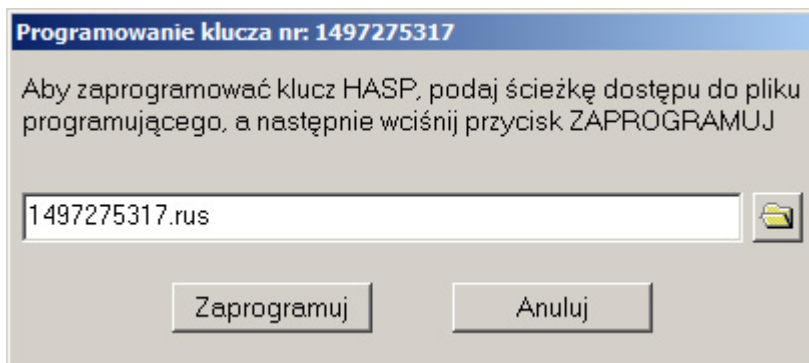 Programowanie klucza nr: 1497275317
Aby zaprogramować klucz HASP, podaj ścieżkę dostępu do pliku
programującego, a następnie wciśnij przycisk ZAPROGRAMUJ
1497275317.rus
Zaprogramuj Anuluj